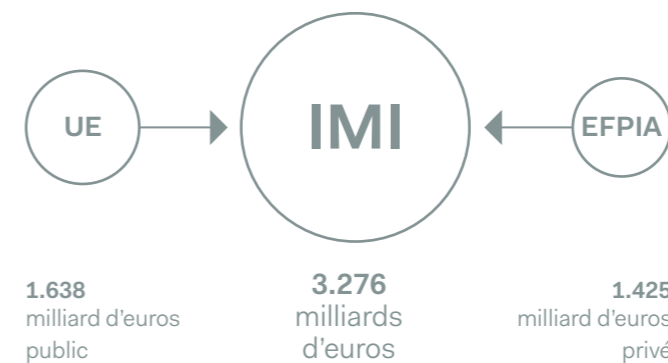 UE
IMI
EFPIA
1.638
milliard d'euros
public
3.276
milliards
d'euros
1.425
milliard d'euros
privé